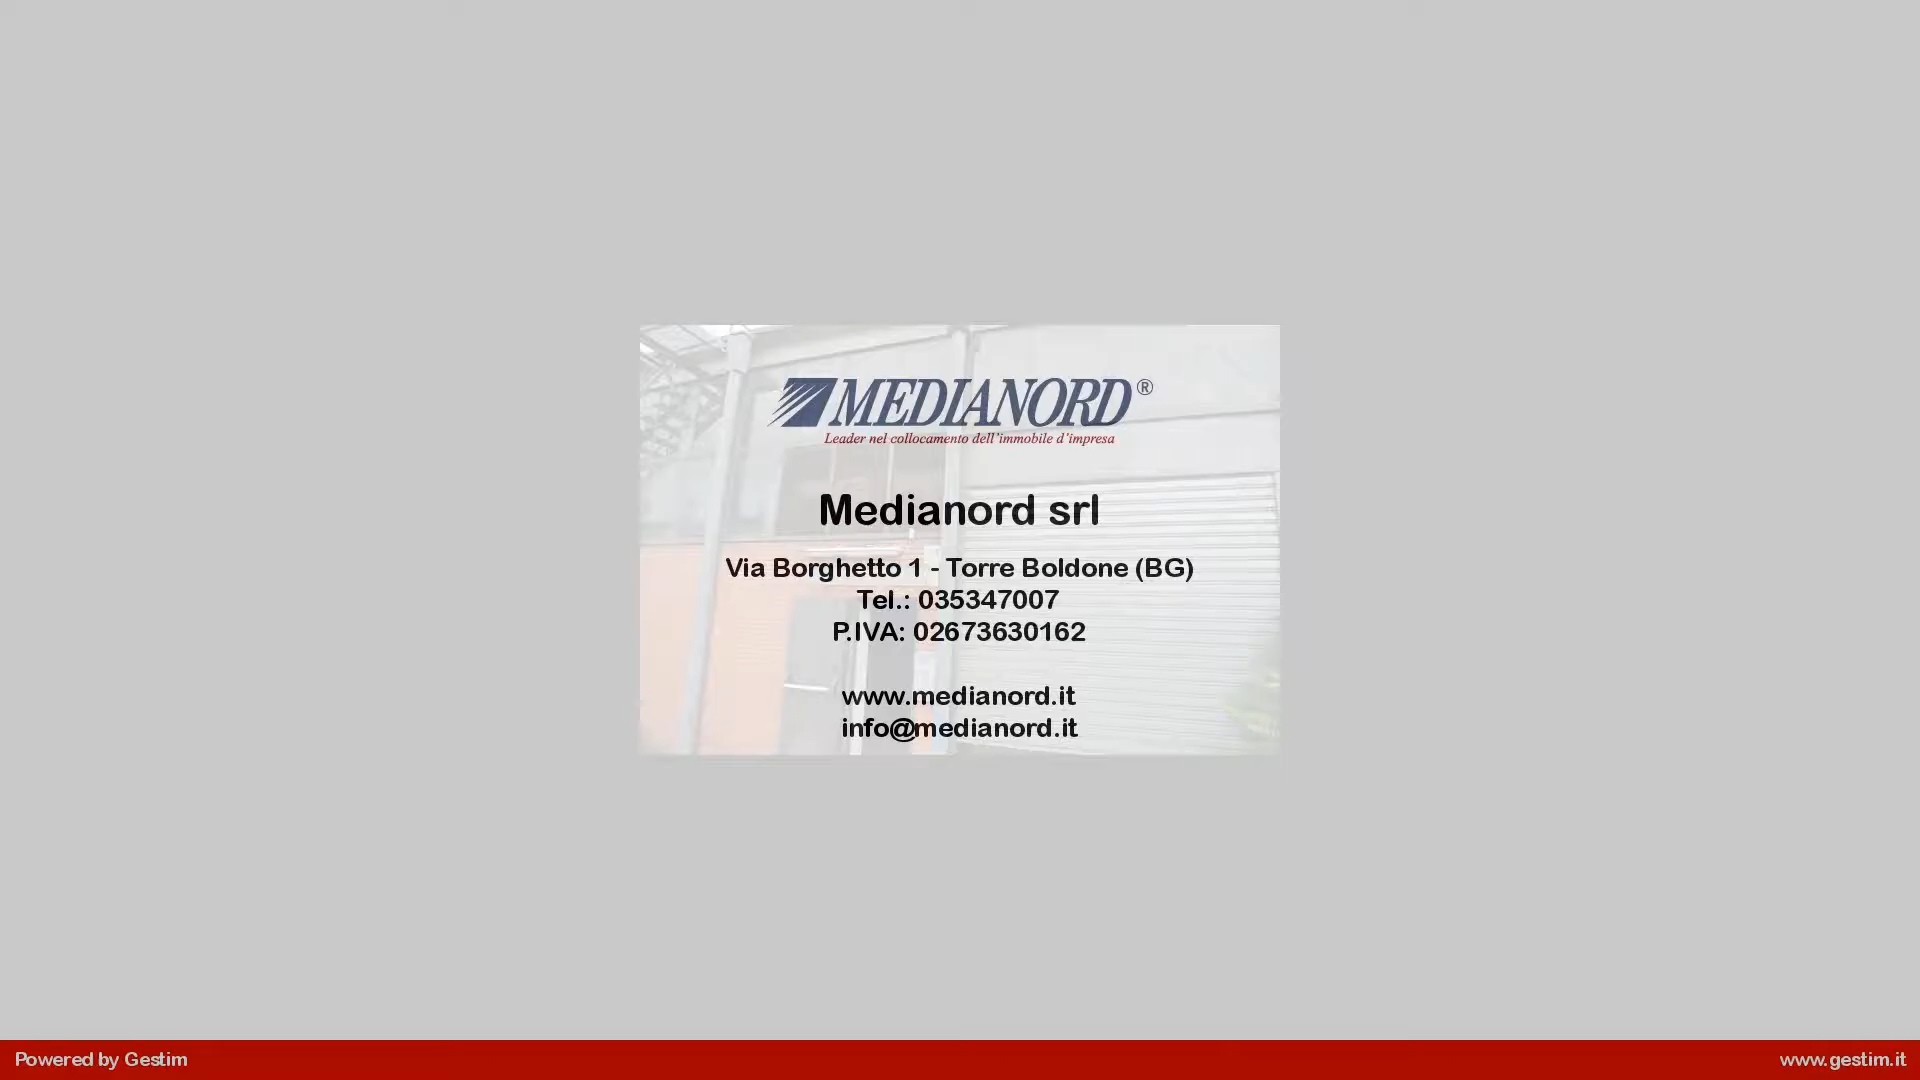 MEDIANORD®
Leader nel collocamento dell'immobile d'impresa
Medianord srl
Via Borghetto 1 - Torre Boldone (BG)
Tel.: 035347007
P.IVA: 02673630162
www.medianord.it
info@medianord.it
Powered by Gestim
www.gestim.it